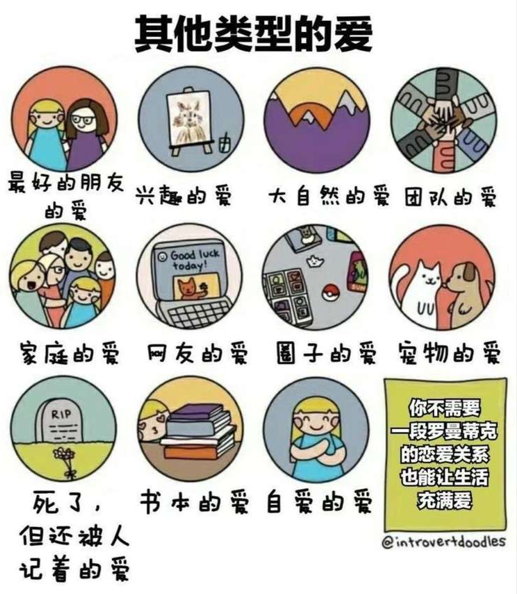 其他类型的爱
最好的朋友
的爱
兴趣的爱
大自然的爱
团队的爱
Good luck
today!
家庭的爱
网友的爱
圈子的爱
宠物的爱
RIP
死了，
但还被人
记着的爱
书本的爱
自爱的爱
你不需要
一段罗曼蒂克
的恋爱关系
也能让生活
充满爱
@introvertdoodles